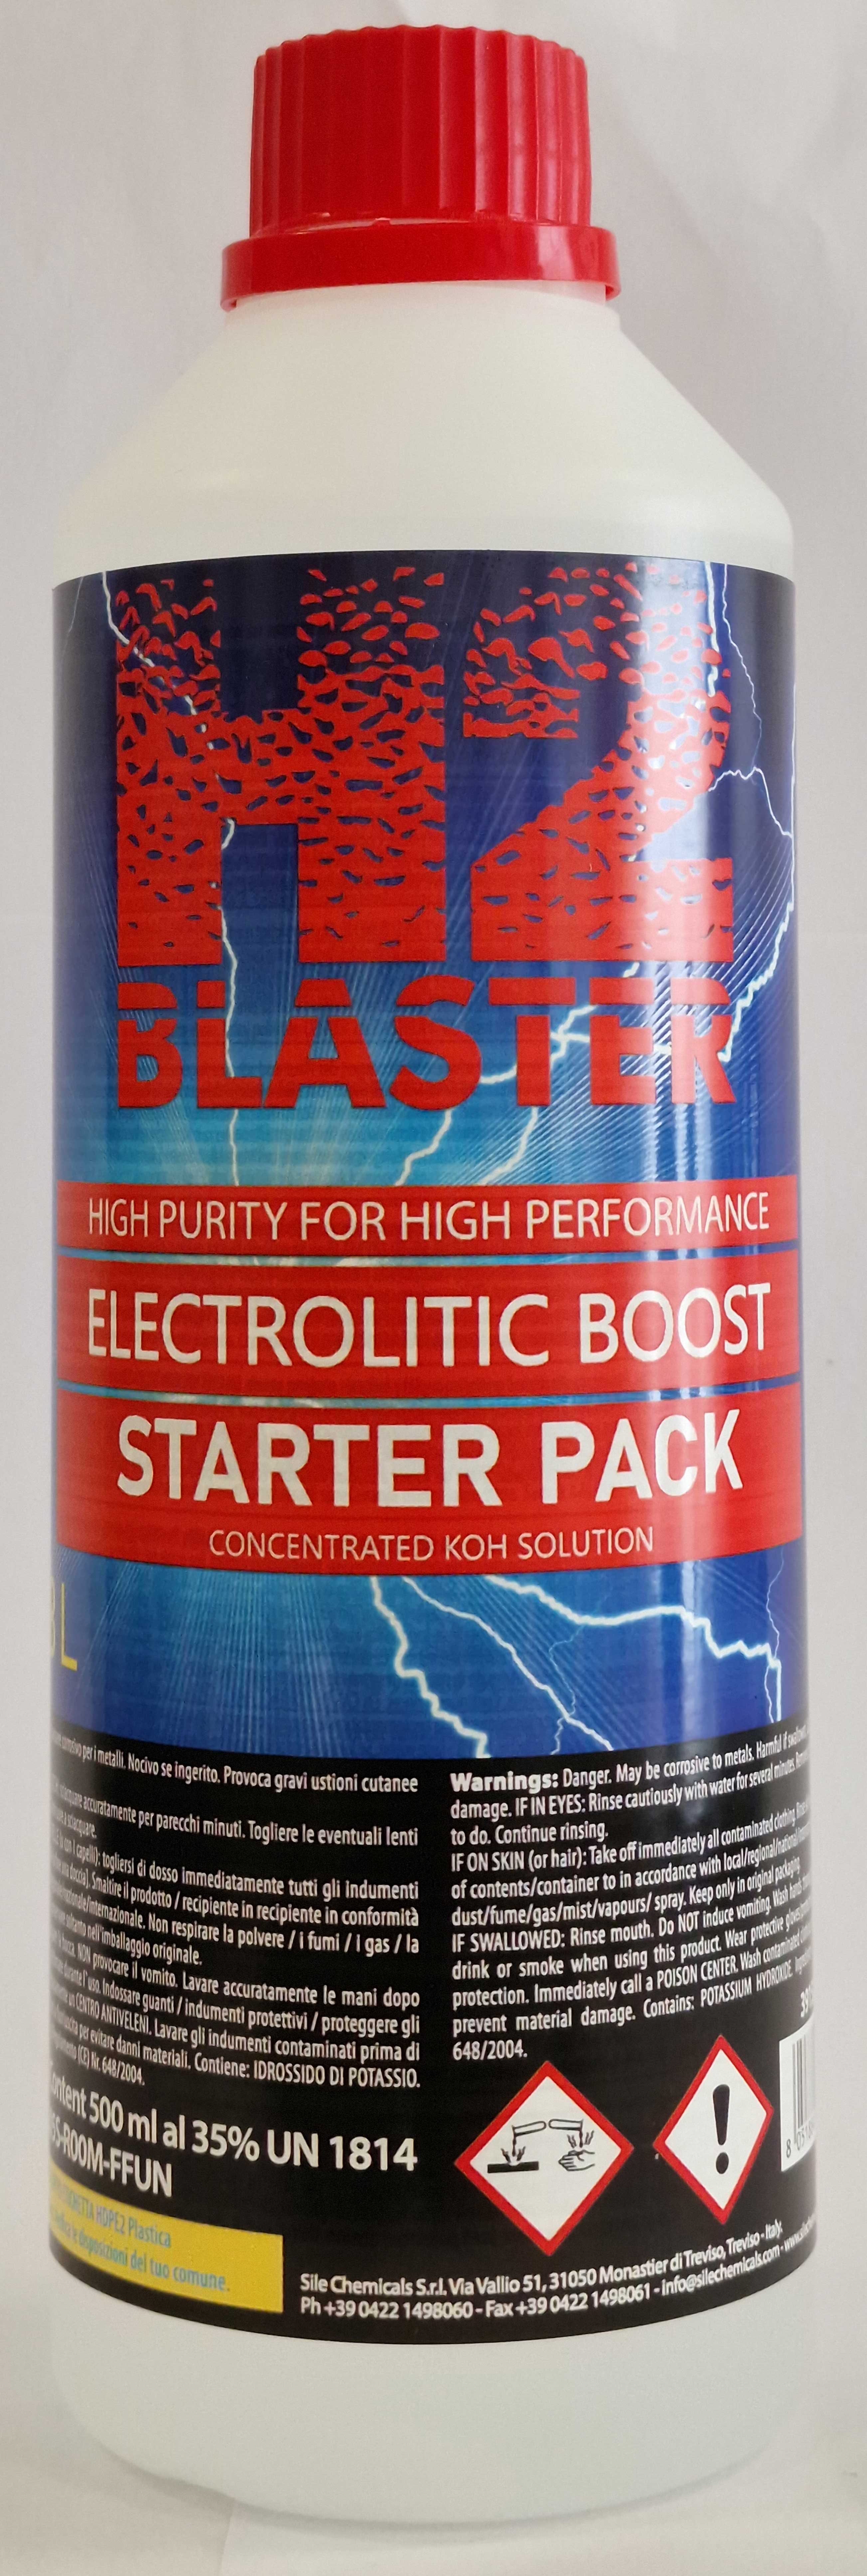 H2
BLASTER
HIGH PURITY FOR HIGH PERFORMANCE
ELECTROLITIC BOOST
STARTER PACK
CONCENTRATED KOH SOLUTION
L
corrosivo per i metalli. Nocivo se ingerito. Provoca gravi ustioni cutanee
accuratamente per parecchi minuti. Togliere le eventuali lenti
a sciacquare.
capelli): togliersi di dosso immediatamente tutti gli indumenti
doccia]. Smaltire il prodotto / recipiente in recipiente in conformità
nazionale/internazionale. Non respirare la polvere / i fumi / i gas / la
nell'imballaggio originale.
bocca. NON provocare il vomito. Lavare accuratamente le mani dopo
durante l'uso. Indossare guanti / indumenti protettivi / proteggere gli
un CENTRO ANTIVELENI. Lavare gli indumenti contaminati prima di
per evitare danni materiali. Contiene: IDROSSIDO DI POTASSIO.
(CE) Nr. 648/2004.
Warnings: Danger. May be corrosive to metals. Harmful if swallowed.
damage. IF IN EYES: Rinse cautiously with water for several minutes.
to do. Continue rinsing.
IF ON SKIN (or hair): Take off immediately all contaminated clothing.
of contents/container to in accordance with local/regional/national
dust/fume/gas/mist/vapours/ spray. Keep only in original packaging.
IF SWALLOWED: Rinse mouth. Do NOT induce vomiting. Wash
drink or smoke when using this product. Wear protective gloves
protection. Immediately call a POISON CENTER. Wash contaminated
prevent material damage. Contains: POTASSIUM HYDROXIDE.
648/2004.
Content 500 ml al 35% UN 1814
S-R00M-FFUN
ETICHETTA HDPE2 Plastica
disposizioni del tuo comune.
Sile Chemicals S.r.l. Via Vallio 51, 31050 Monastier di Treviso, Treviso - Italy.
Ph +39 0422 1498060 - Fax +39 0422 1498061 - info@silechemicals.com